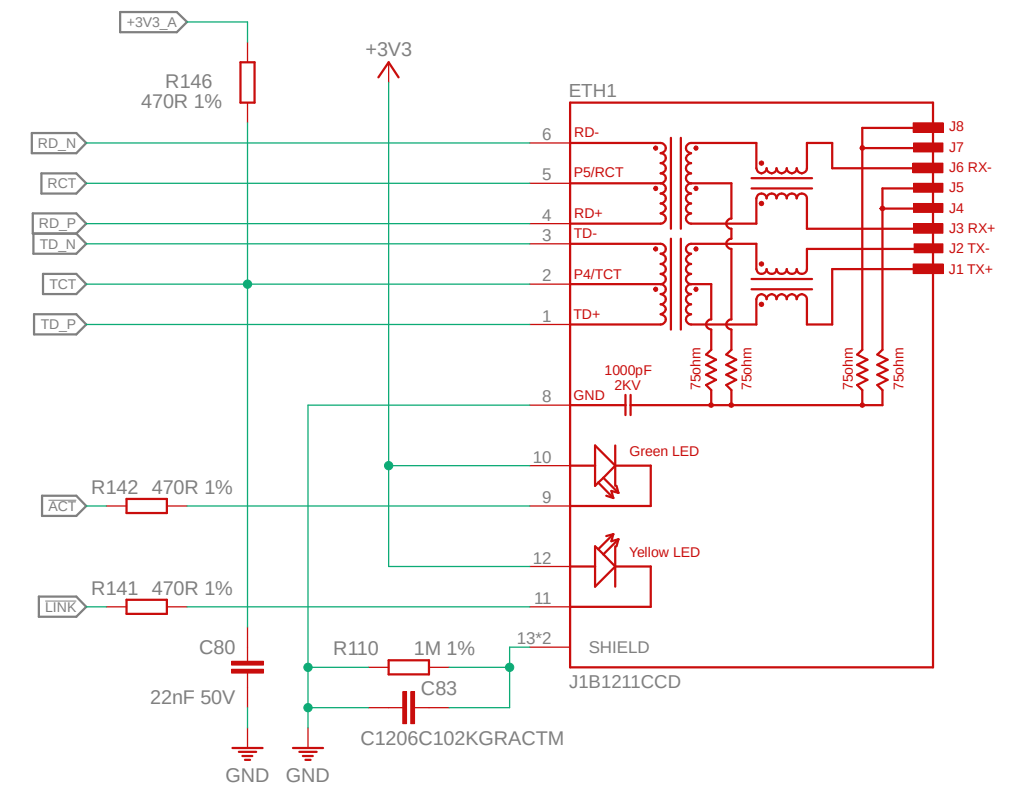 +3V3_A
+3V3
R146
470R 1%
ETH1
RD_N
6
RD-
RCT
5
P5/RCT
RD_P
4
RD+
TD_N
3
TD-
TCT
2
P4/TCT
TD_P
1
TD+
J8
J7
J6 RX-
J5
J4
J3 RX+
J2 TX-
J1 TX+
75ohm
75ohm
75ohm
75ohm
1000pF
2KV
8
GND
10
Green LED
R142 470R 1%
ACT
9
12
Yellow LED
R141 470R 1%
LINK
11
13*2
SHIELD
C80
22nF 50V
R110 1M 1%
C83
C1206C102KGRACTM
J1B1211CCD
GND
GND